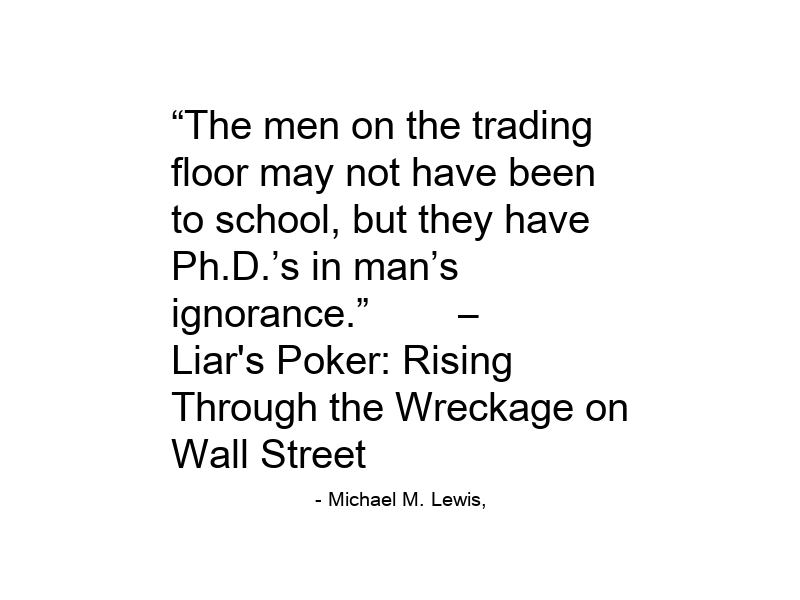 “The men on the trading
floor may not have been
to school, but they have
Ph.D.’s in man’s
ignorance.” –
Liar's Poker: Rising
Through the Wreckage on
Wall Street
- Michael M. Lewis,